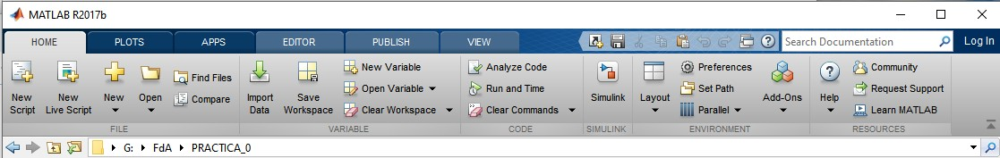 MATLAB R2017b
HOME PLOTS APPS EDITOR PUBLISH VIEW Search Documentation Log In
New Script
New Live Script
New
Open
Find Files
Compare
FILE
Import Data
Save Workspace
New Variable
Open Variable
Clear Workspace
VARIABLE
Analyze Code
Run and Time
Clear Commands
CODE
Simulink
SIMULINK
Layout
Preferences
Set Path
Parallel
Add-Ons
ENVIRONMENT
Help
Community
Request Support
Learn MATLAB
RESOURCES
G: FdA PRACTICA_0